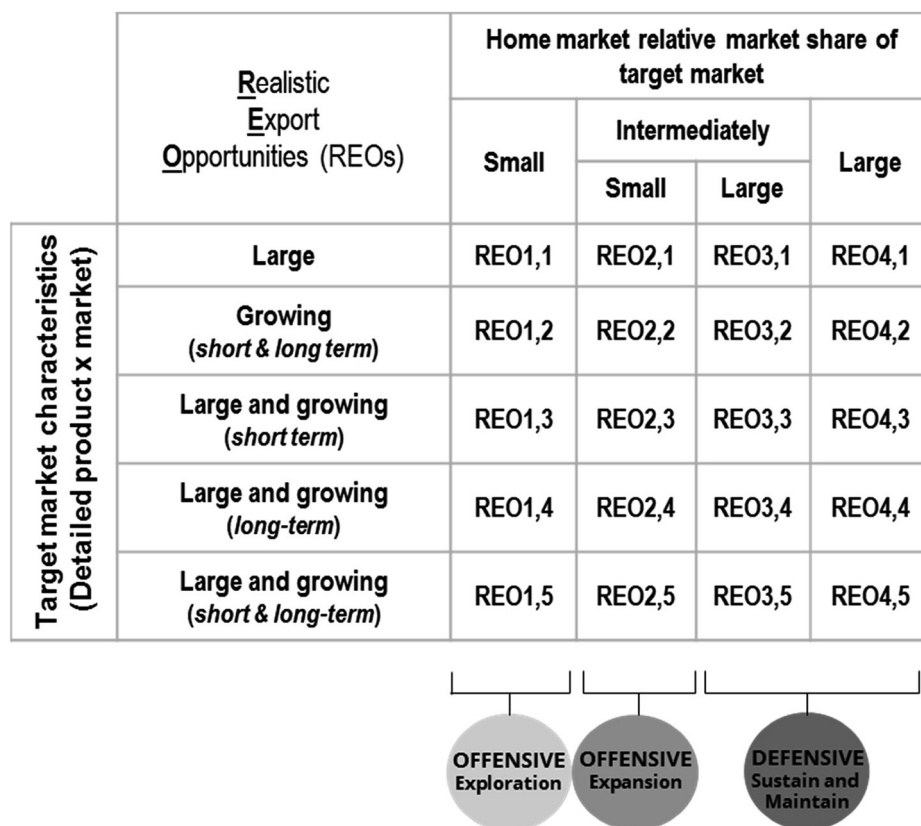 Realistic
Export
Opportunities (REOs)
Home market relative market share of
target market
Small
Intermediately
Small
Large
Large
Target market characteristics
(Detailed product x market)
Large
REO1,1
REO2,1
REO3,1
REO4,1
Growing
(short & long term)
REO1,2
REO2,2
REO3,2
REO4,2
Large and growing
(short term)
REO1,3
REO2,3
REO3,3
REO4,3
Large and growing
(long-term)
REO1,4
REO2,4
REO3,4
REO4,4
Large and growing
(short & long-term)
REO1,5
REO2,5
REO3,5
REO4,5
OFFENSIVE
Exploration
OFFENSIVE
Expansion
DEFENSIVE
Sustain and
Maintain